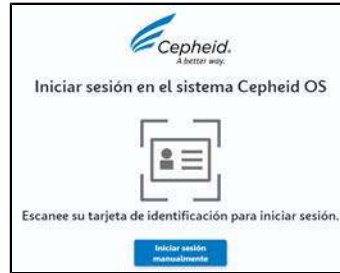 Cepheid.
A better way.
Iniciar sesión en el sistema Cepheid OS
Escanee su tarjeta de identificación para iniciar sesión.
Iniciar sesión
manualmente